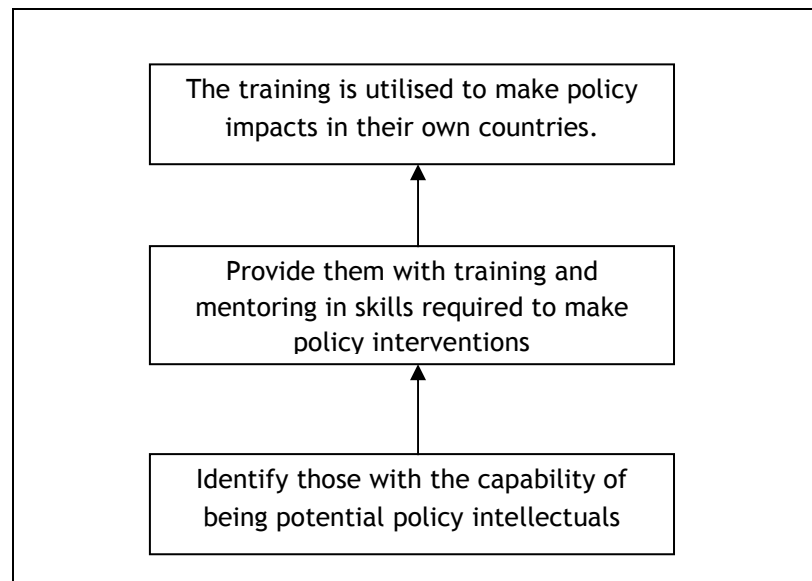 The training is utilised to make policy
impacts in their own countries.
Provide them with training and
mentoring in skills required to make
policy interventions
Identify those with the capability of
being potential policy intellectuals